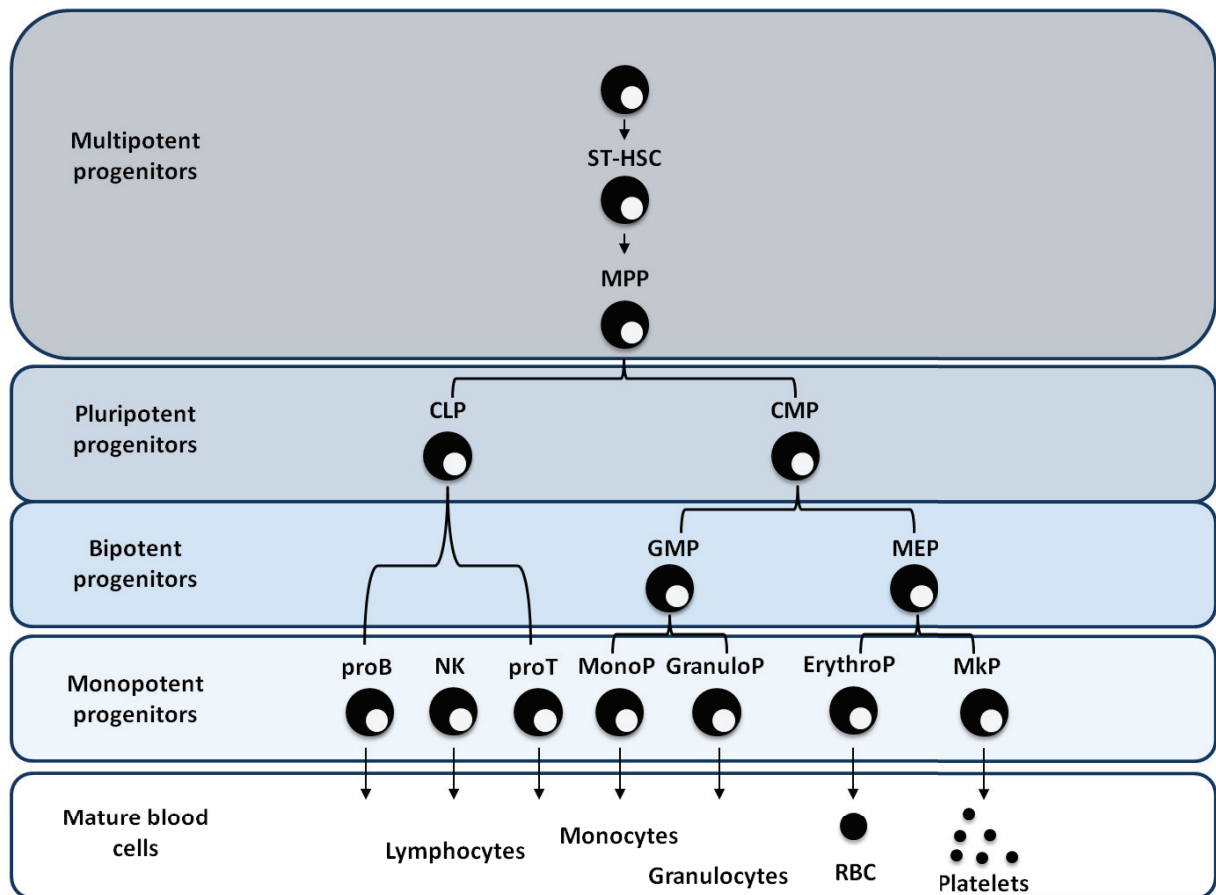 Multipotent
progenitors
ST-HSC
MPP
Pluripotent
progenitors
CLP
CMP
Bipotent
progenitors
GMP
MEP
Monopotent
progenitors
proB
NK
proT
MonoP
GranuloP
ErythroP
MkP
Mature blood
cells
Lymphocytes
Monocytes
Granulocytes
RBC
Platelets